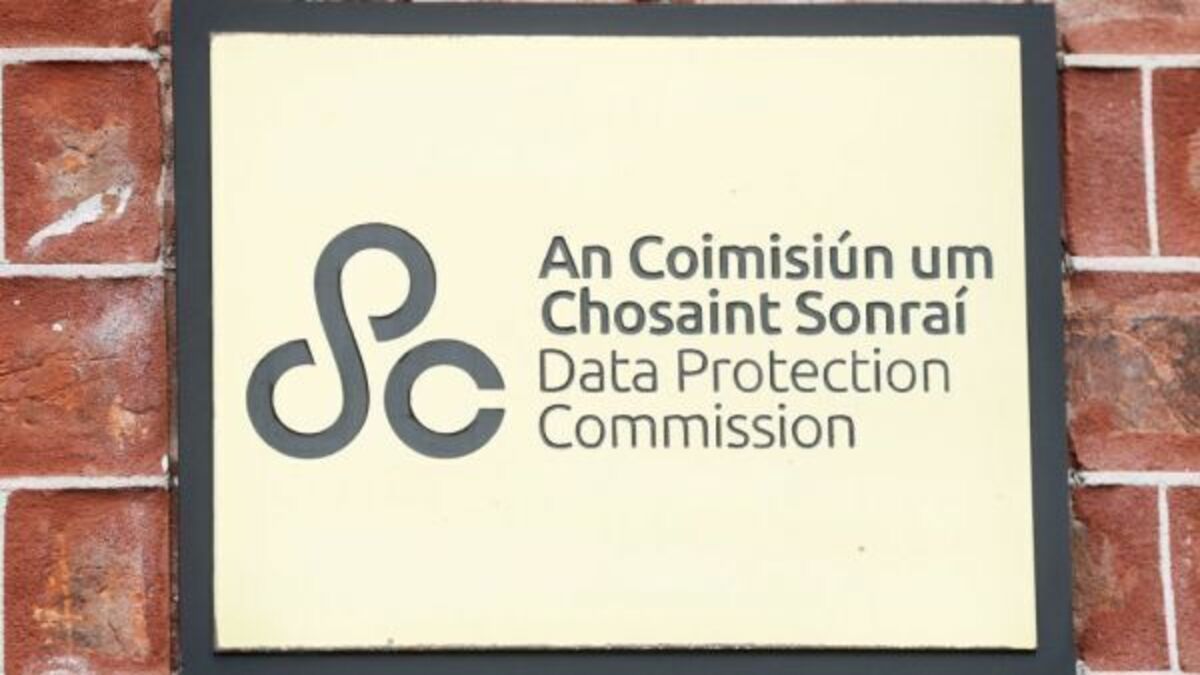 An Coimisiún um
Chosaint Sonraí
Data Protection
Commission